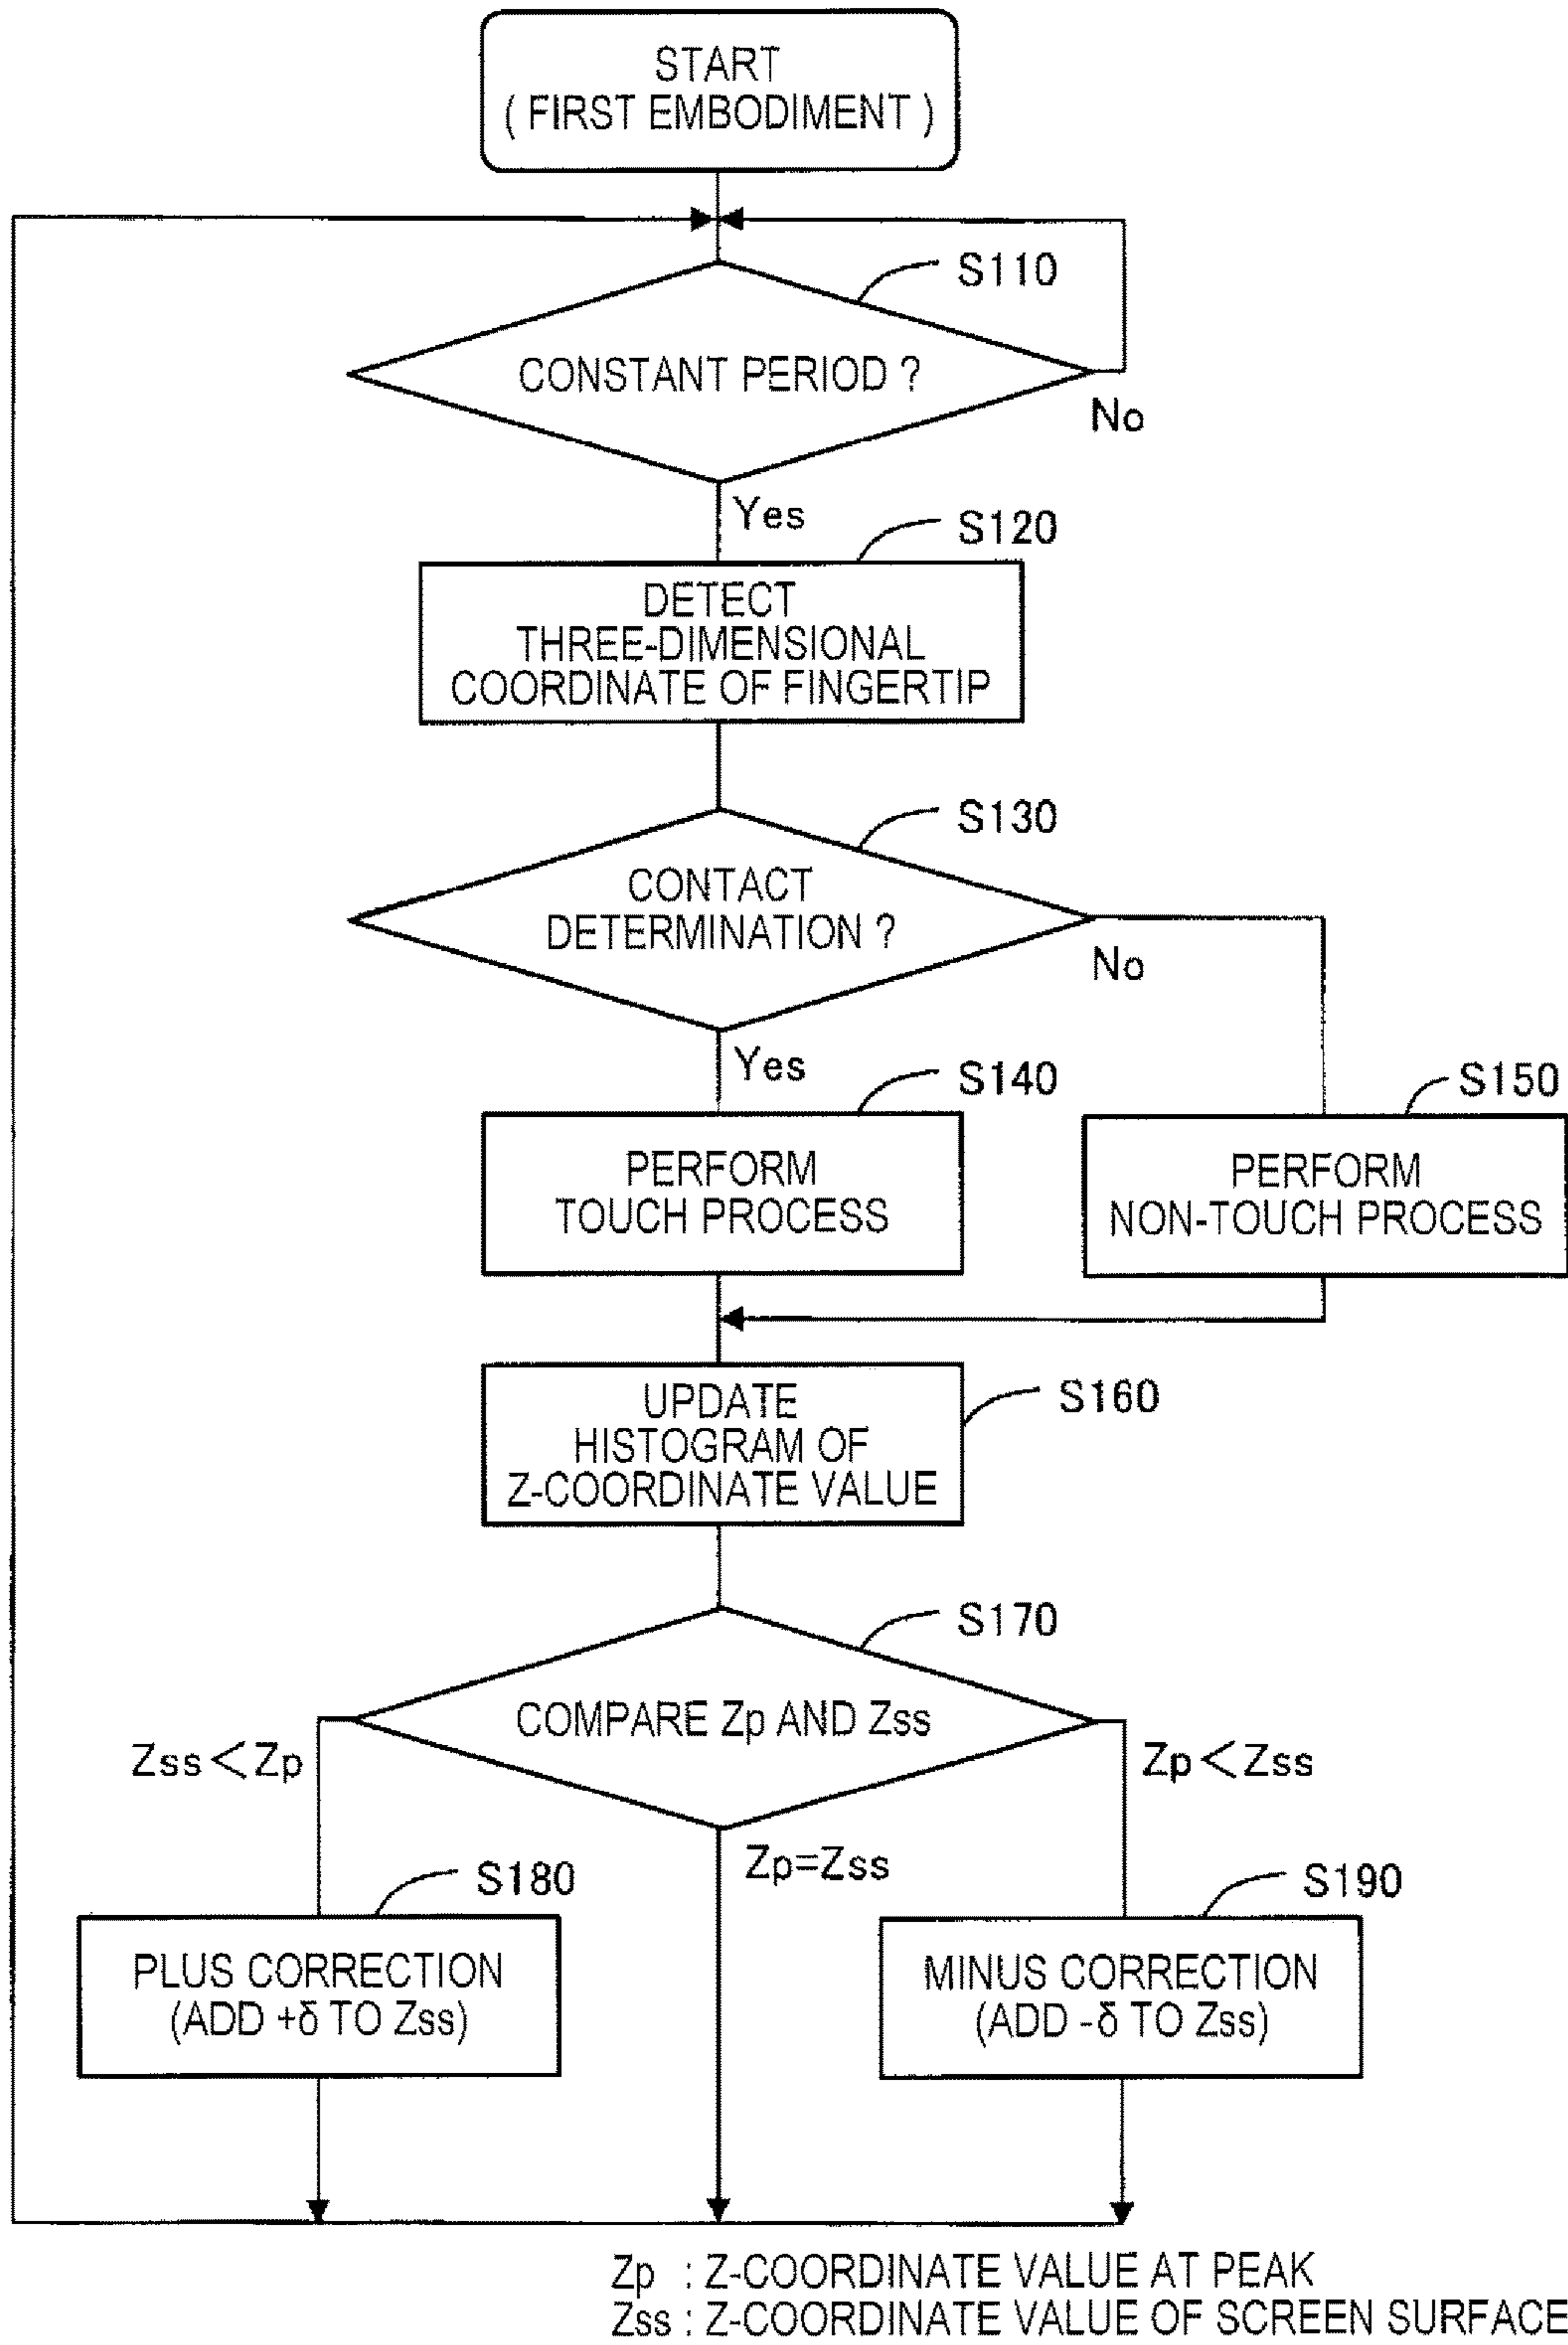 START
( FIRST EMBODIMENT )
S110
CONSTANT PERIOD ?
No
Yes
S120
DETECT
THREE-DIMENSIONAL
COORDINATE OF FINGERTIP
S130
CONTACT
DETERMINATION ?
No
Yes
S140
S150
PERFORM
TOUCH PROCESS
PERFORM
NON-TOUCH PROCESS
UPDATE
HISTOGRAM OF
Z-COORDINATE VALUE
S160
S170
COMPARE Zp AND Zss
Zss<Zp
Zp<Zss
Zp=Zss
S180
S190
PLUS CORRECTION
(ADD +δ TO Zss)
MINUS CORRECTION
(ADD -δ TO Zss)
Zp : Z-COORDINATE VALUE AT PEAK
Zss : Z-COORDINATE VALUE OF SCREEN SURFACE